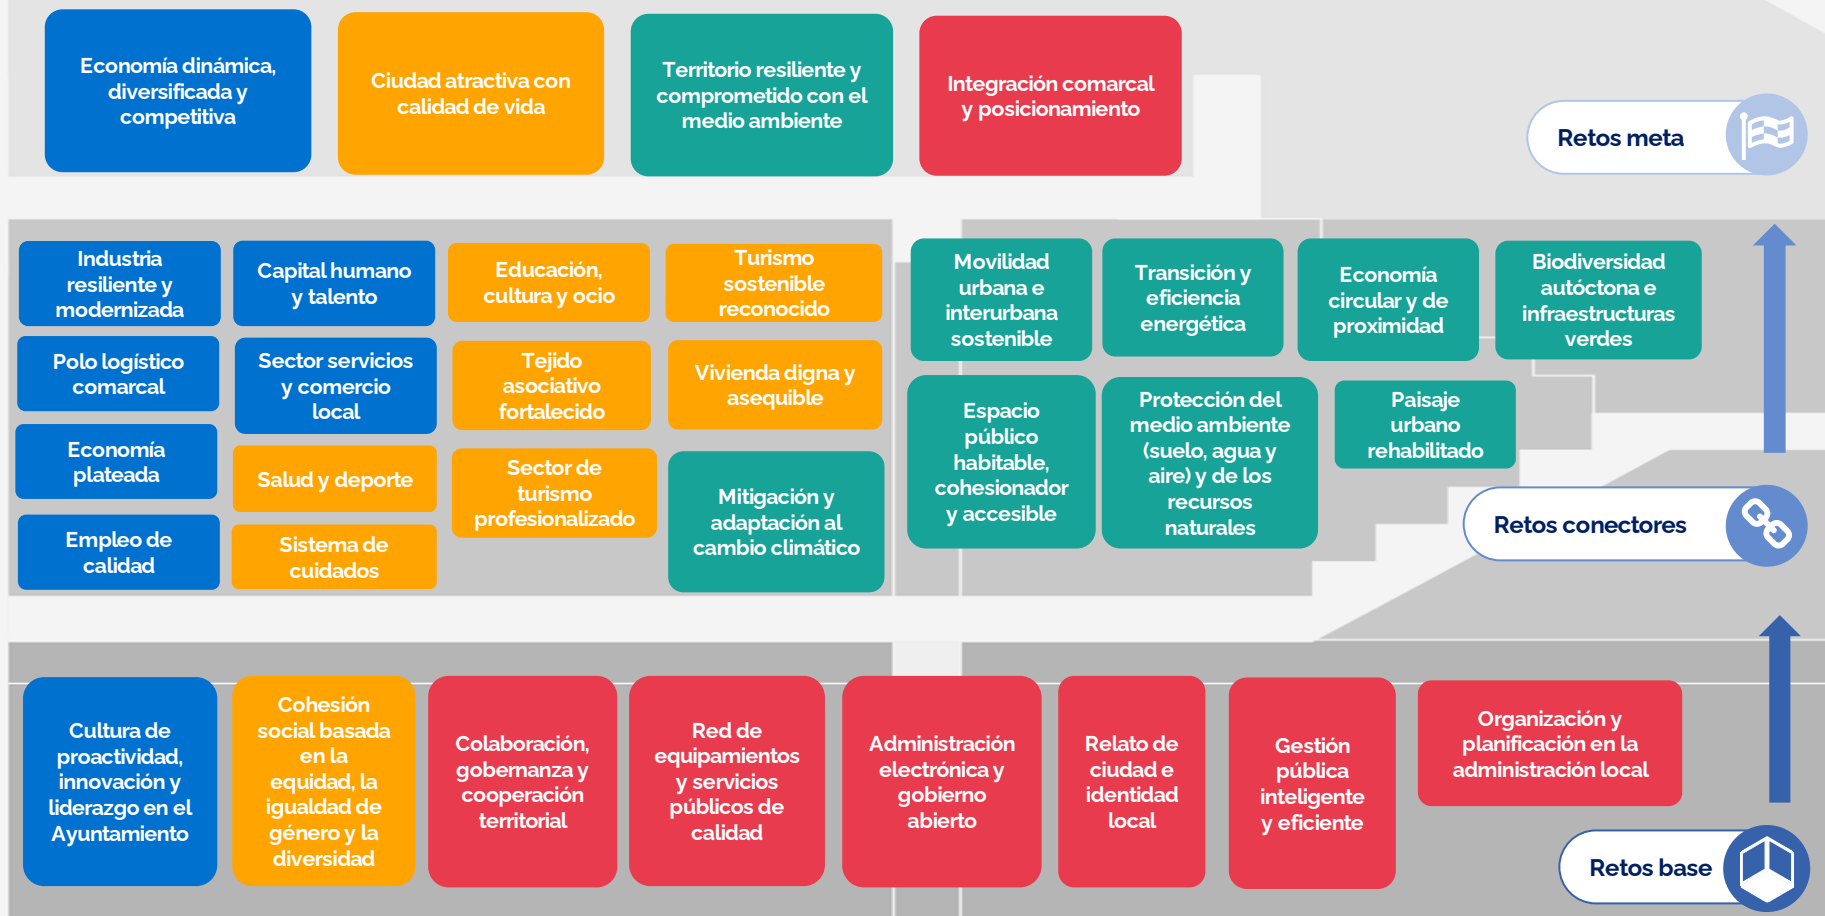 Economía dinámica,
diversificada y
competitiva
Ciudad atractiva con
calidad de vida
Territorio resiliente y
comprometido con el
medio ambiente
Integración comarcal
y posicionamiento
Retos meta
Industria
resiliente y
modernizada
Capital humano
y talento
Educación,
cultura y ocio
Turismo
sostenible
reconocido
Movilidad
urbana e
interurbana
sostenible
Transición y
eficiencia
energética
Economía
circular y de
proximidad
Biodiversidad
autóctona e
infraestructuras
verdes
Polo logístico
comarcal
Sector servicios
y comercio
local
Tejido
asociativo
fortalecido
Vivienda digna y
asequible
Espacio
público
habitable,
cohesionador
y accesible
Protección del
medio ambiente
(suelo, agua y
aire) y de los
recursos
naturales
Paisaje
urbano
rehabilitado
Economía
plateada
Salud y deporte
Sector de
turismo
profesionalizado
Mitigación y
adaptación al
cambio climático
Retos conectores
Empleo de
calidad
Sistema de
cuidados
Cultura de
proactividad,
innovación y
liderazgo en el
Ayuntamiento
Cohesión
social basada
en la
equidad, la
igualdad de
género y la
diversidad
Colaboración,
gobernanza y
cooperación
territorial
Red de
equipamientos
y servicios
públicos de
calidad
Administración
electrónica y
gobierno
abierto
Relato de
ciudad e
identidad
local
Gestión
pública
inteligente
y eficiente
Organización y
planificación en la
administración local
Retos base